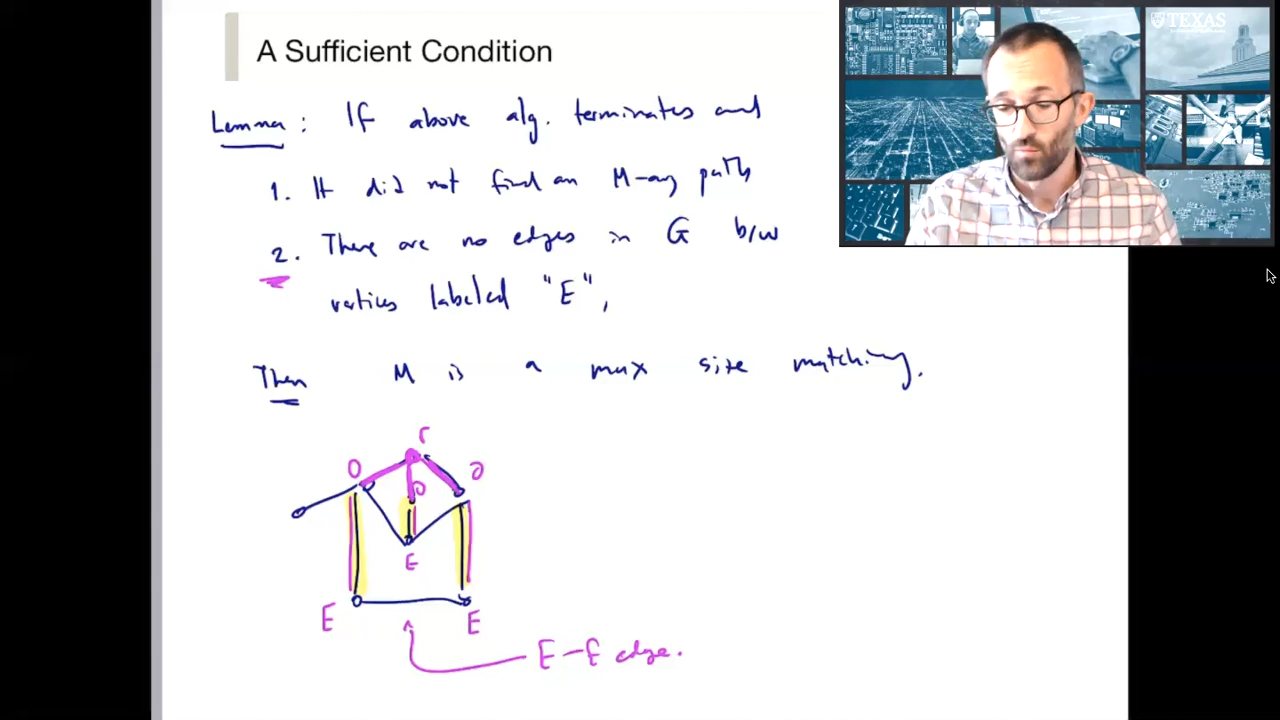 TEXAS
A Sufficient Condition
Lemma: If above alg. terminates and
1. It did not find an M-aug path
2. There are no edges in G b/w
vertices labeled "E",
Then M is a max size matching.
r
O O
O
E
E E
E-E edge.